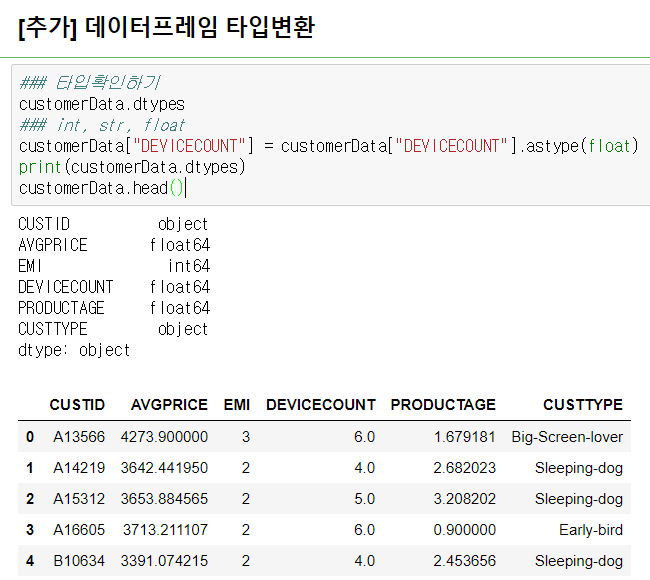 [추가] 데이터프레임 타입변환
### 타입확인하기
customerData.dtypes
### int, str, float
customerData["DEVICECOUNT"] = customerData["DEVICECOUNT"].astype(float)
print(customerData.dtypes)
customerData.head()
CUSTID object
AVGPRICE float64
EMI int64
DEVICECOUNT float64
PRODUCTAGE float64
CUSTTYPE object
dtype: object
CUSTID AVGPRICE EMI DEVICECOUNT PRODUCTAGE CUSTTYPE
0 A13566 4273.900000 3 6.0 1.679181 Big-Screen-lover
1 A14219 3642.441950 2 4.0 2.682023 Sleeping-dog
2 A15312 3653.884565 2 5.0 3.208202 Sleeping-dog
3 A16605 3713.211107 2 6.0 0.900000 Early-bird
4 B10634 3391.074215 2 4.0 2.453656 Sleeping-dog